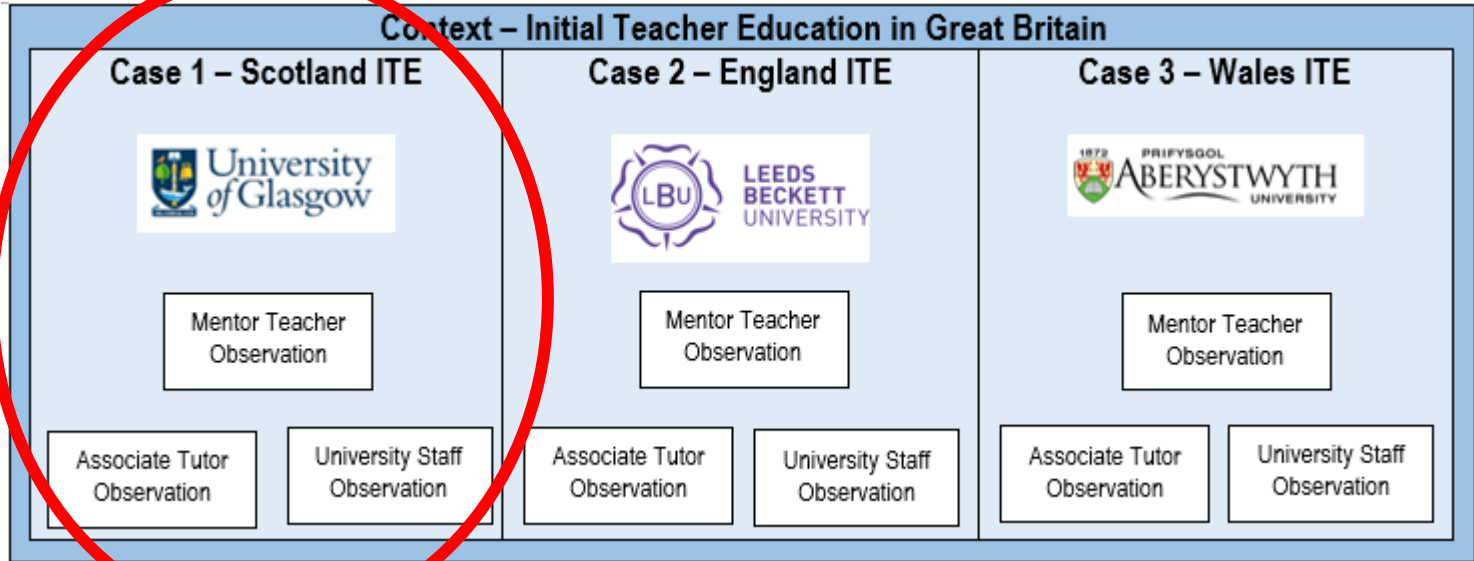 Context – Initial Teacher Education in Great Britain
Case 1 – Scotland ITE
University
of Glasgow
Mentor Teacher
Observation
Associate Tutor
Observation
University Staff
Observation
Case 2 – England ITE
LBU
LEEDS
BECKETT
UNIVERSITY
Mentor Teacher
Observation
Associate Tutor
Observation
University Staff
Observation
Case 3 – Wales ITE
1872
PRIFYSGOL
ABERYSTWYTH
UNIVERSITY
Mentor Teacher
Observation
Associate Tutor
Observation
University Staff
Observation